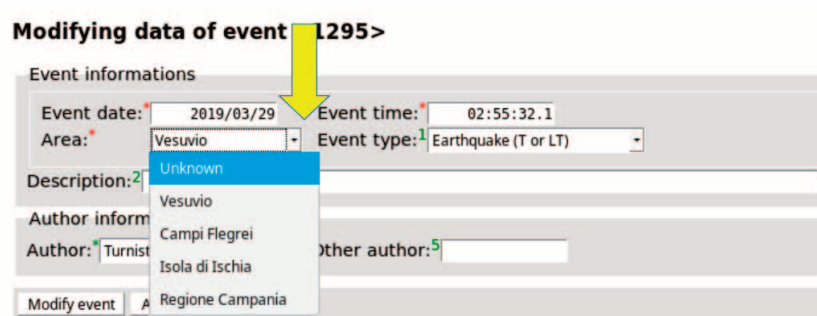 Modifying data of event 1295>
Event informations
Event date:* 2019/03/29 Event time:* 02:55:32.1
Area:* Vesuvio Event type:1 Earthquake (T or LT)
Unknown
Description:2
Vesuvio
Author inform
Campi Flegrei
Author:* Turnist Other author:5
Isola di Ischia
Modify event A Regione Campania